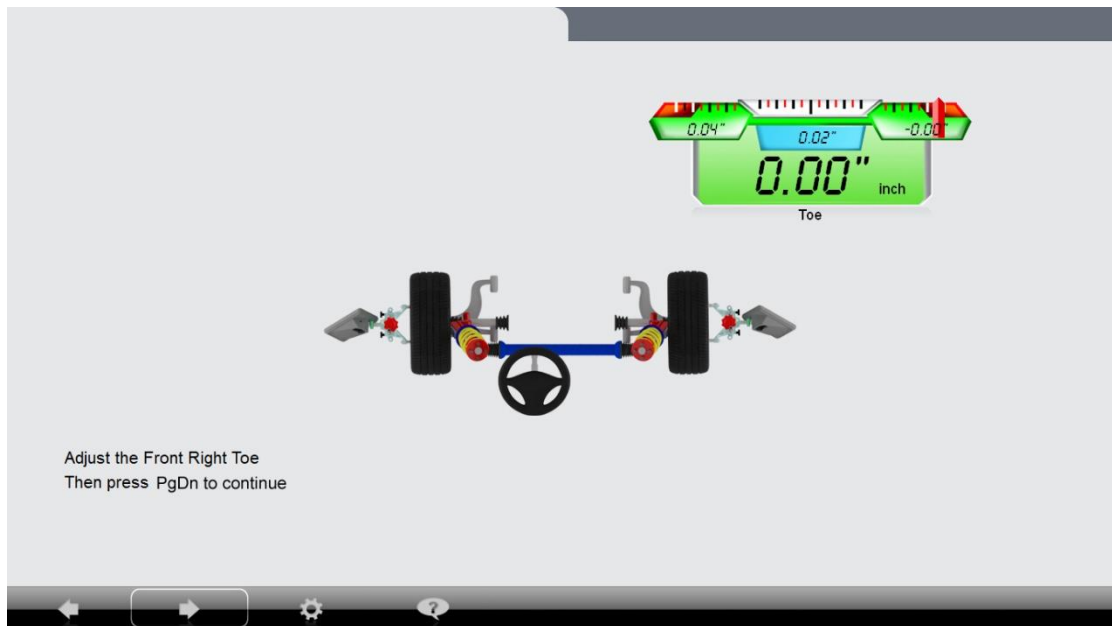 0.04"
0.02"
-0.00"
0.00" inch
Toe
Adjust the Front Right Toe
Then press PgDn to continue
?